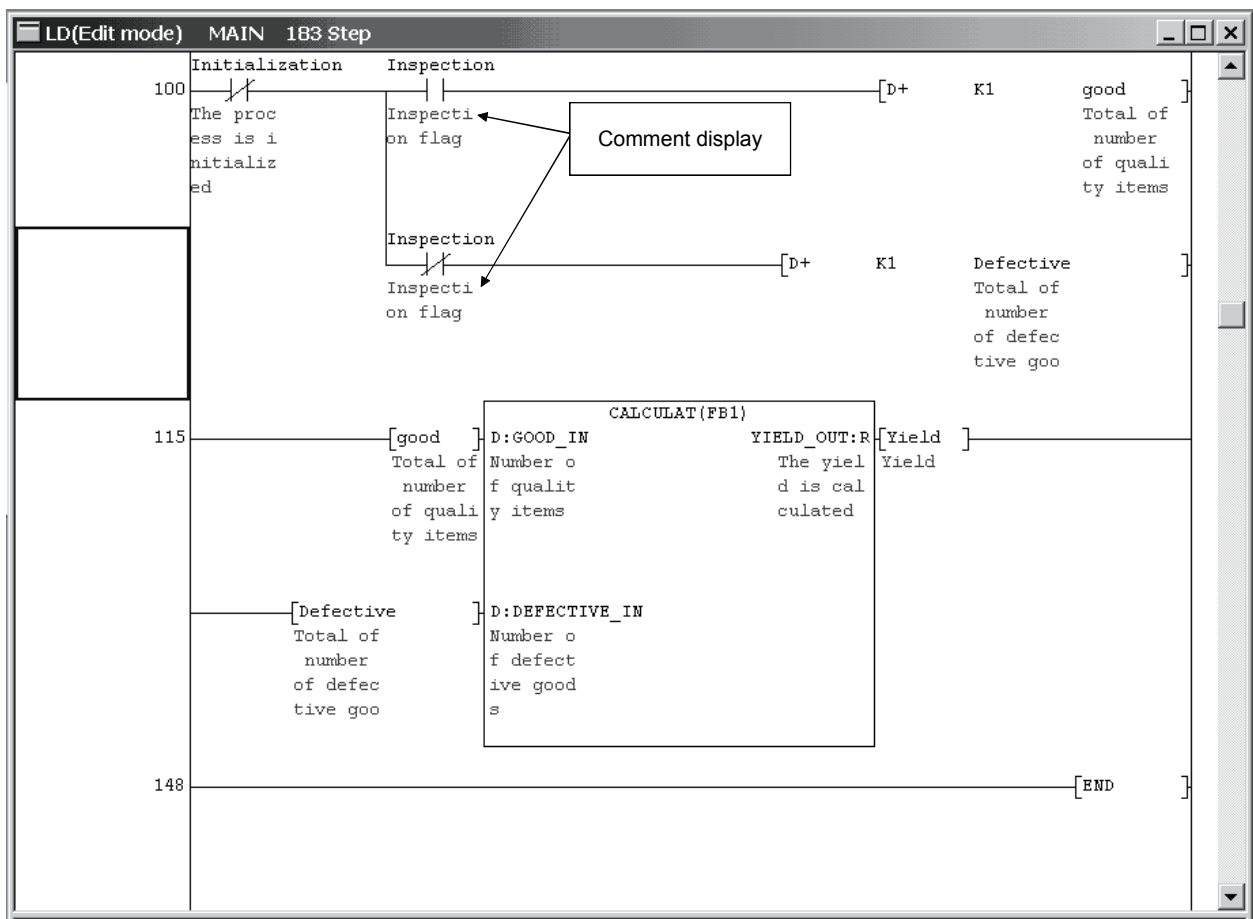 LD(Edit mode) MAIN 183 Step
Initialization Inspection
100 D+ K1 good
The proc
ess is i
nitializ
ed
Inspecti
on flag
Comment display
Total of
number
of quali
ty items
Inspection
D+ K1 Defective
Inspecti
on flag
Total of
number
of defec
tive goo
CALCULAT(FB1)
115 [good ] D:GOOD_IN YIELD_OUT:R [Yield ]
Total of
number
of quali
ty items
Number o
f qualit
y items
The yiel
d is cal
culated
Yield
[Defective ] D:DEFECTIVE_IN
Total of
number
of defec
tive goo
Number o
f defect
ive good
s
148 [END ]